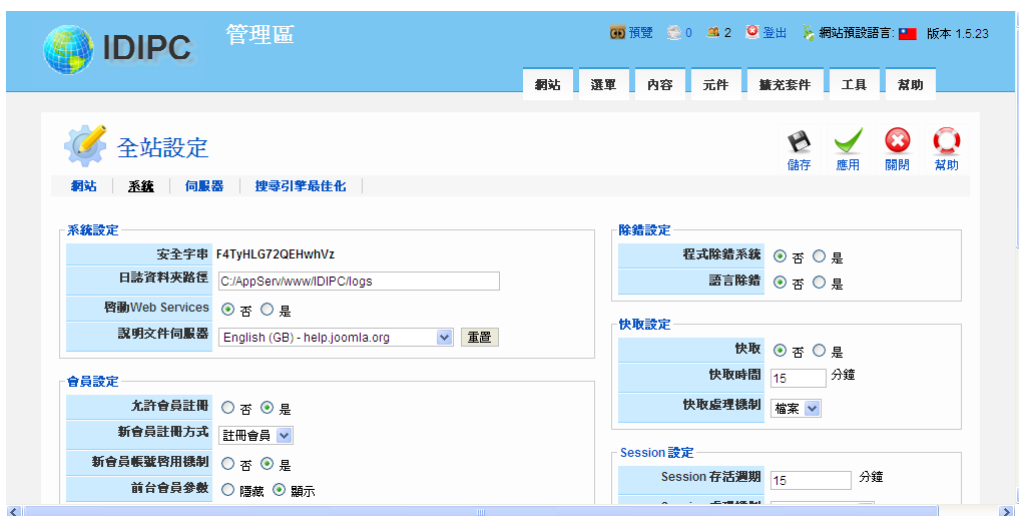 IDIPC
管理區
預覽 0 2 登出 網站預設語言: 版本 1.5.23
網站 選單 內容 元件 擴充套件 工具 幫助
全站設定
儲存 應用 關閉 幫助
網站 系統 伺服器 搜尋引擎最佳化
系統設定
安全字串 F4TyHLG72QEHwhVz
日誌資料夾路徑 C:/AppServ/www/IDIPC/logs
啓動Web Services 否 是
說明文件伺服器 English (GB) - help.joomla.org 重置
會員設定
允許會員註冊 否 是
新會員註冊方式 註冊會員
新會員帳號啓用機制 否 是
前台會員參數 隱藏 顯示
除錯設定
程式除錯系統 否 是
語言除錯 否 是
快取設定
快取 否 是
快取時間 15 分鐘
快取處理機制 檔案
Session 設定
Session 存活週期 15 分鐘